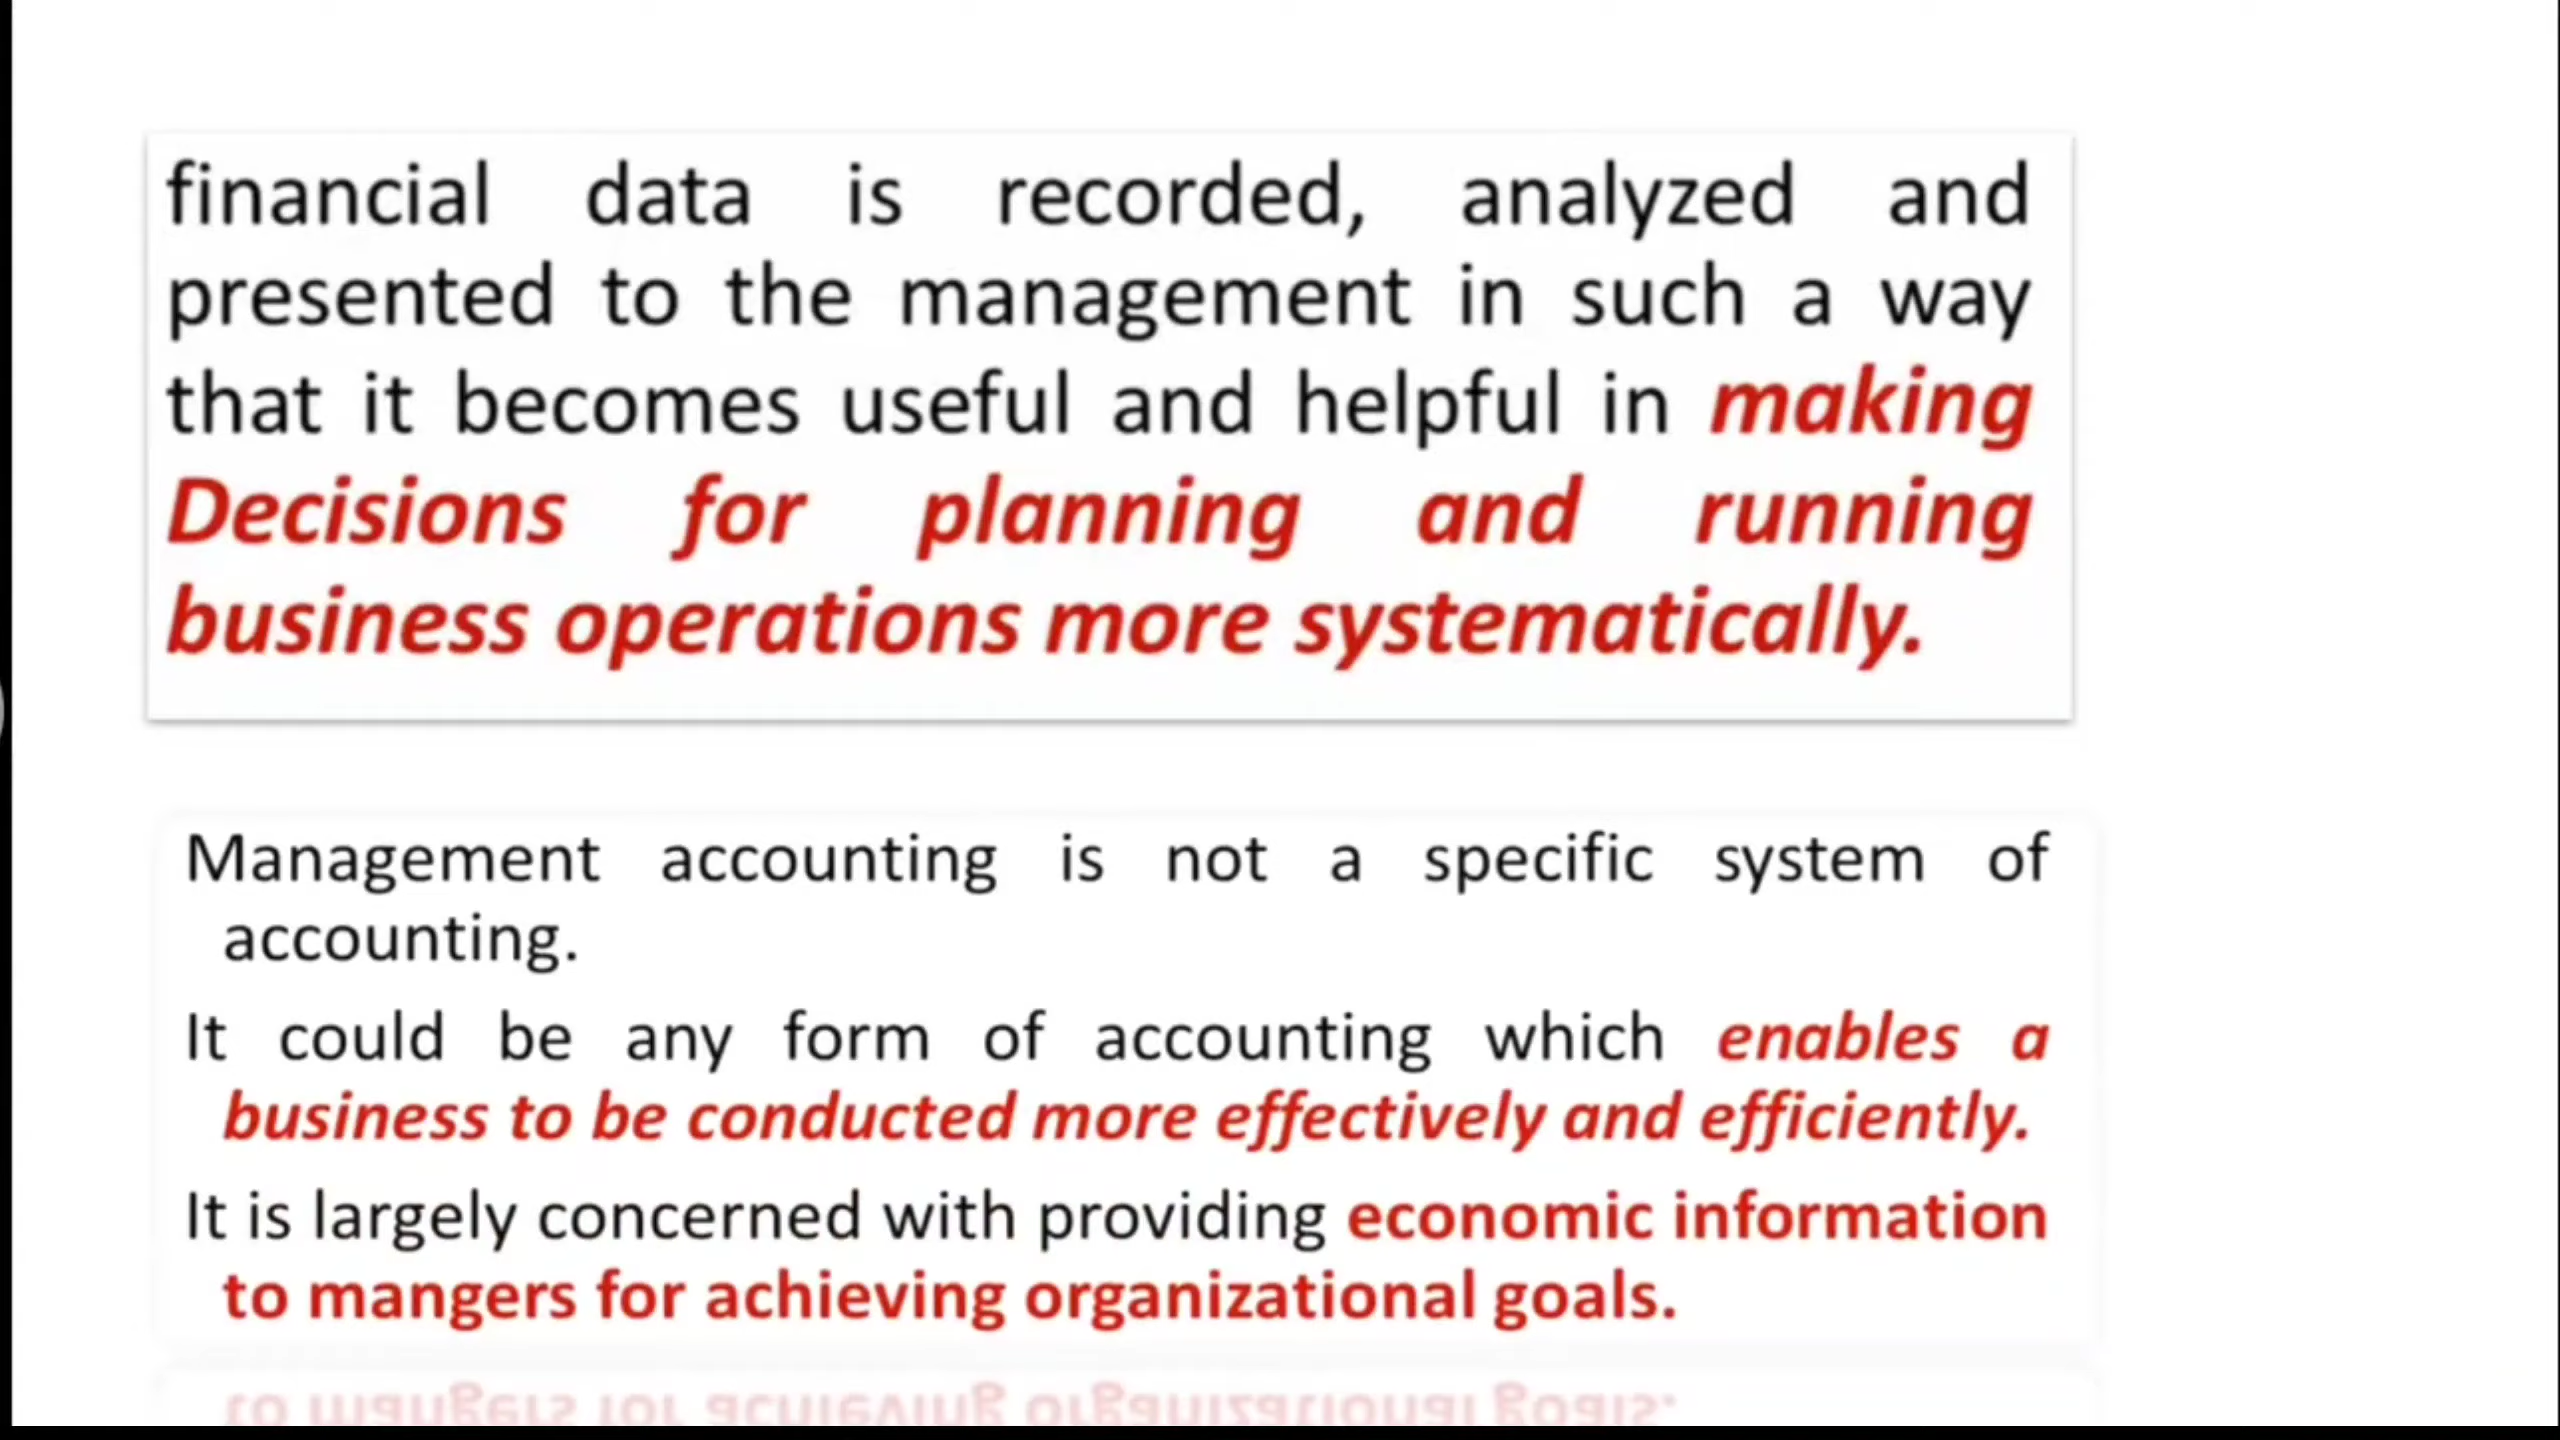 financial data is recorded, analyzed and
presented to the management in such a way
that it becomes useful and helpful in making
Decisions for planning and running
business operations more systematically.
Management accounting is not a specific system of
accounting.
It could be any form of accounting which enables a
business to be conducted more effectively and efficiently.
It is largely concerned with providing economic information
to mangers for achieving organizational goals.